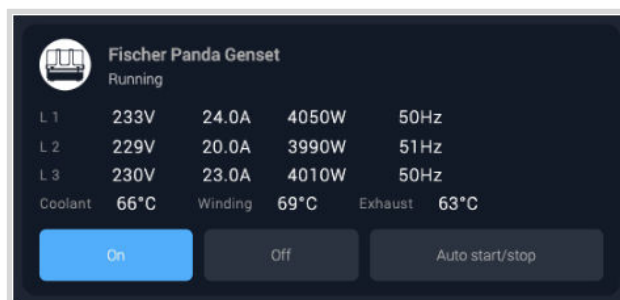 Fischer Panda Genset
Running
L1 233V 24.0A 4050W 50Hz
L2 229V 20.0A 3990W 51Hz
L3 230V 23.0A 4010W 50Hz
Coolant 66°C Winding 69°C Exhaust 63°C
On Off Auto start/stop